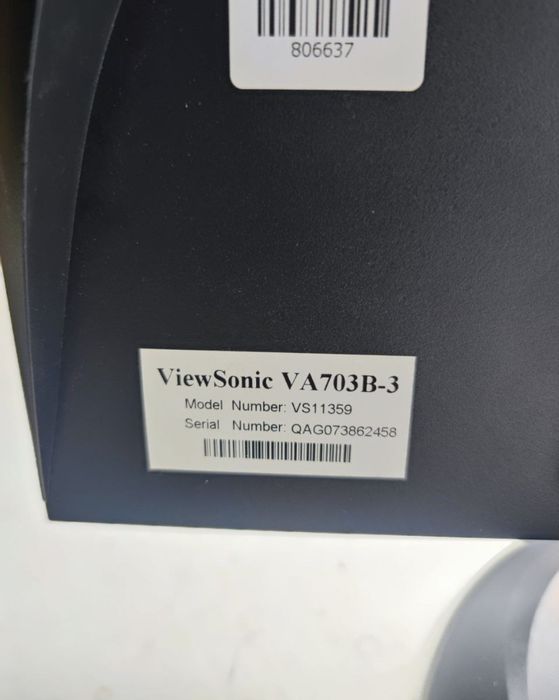 806637
ViewSonic VA703B-3
Model Number: VS11359
Serial Number: QAG073862458